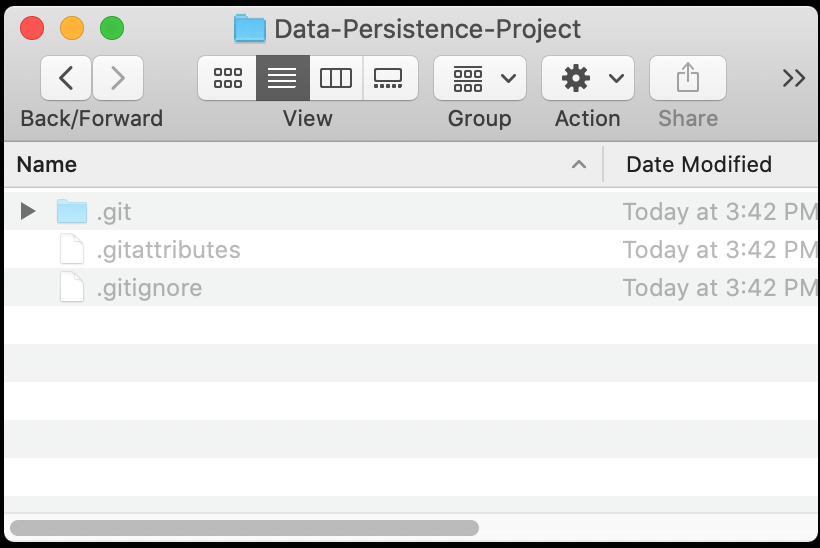 Data-Persistence-Project
Back/Forward View Group Action Share
Name Date Modified
.git Today at 3:42 PM
.gitattributes Today at 3:42 PM
.gitignore Today at 3:42 PM